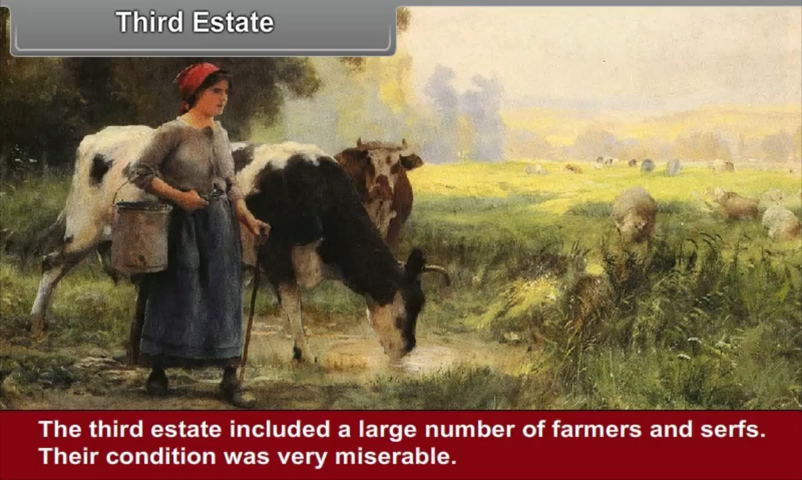 Third Estate
The third estate included a large number of farmers and serfs.
Their condition was very miserable.